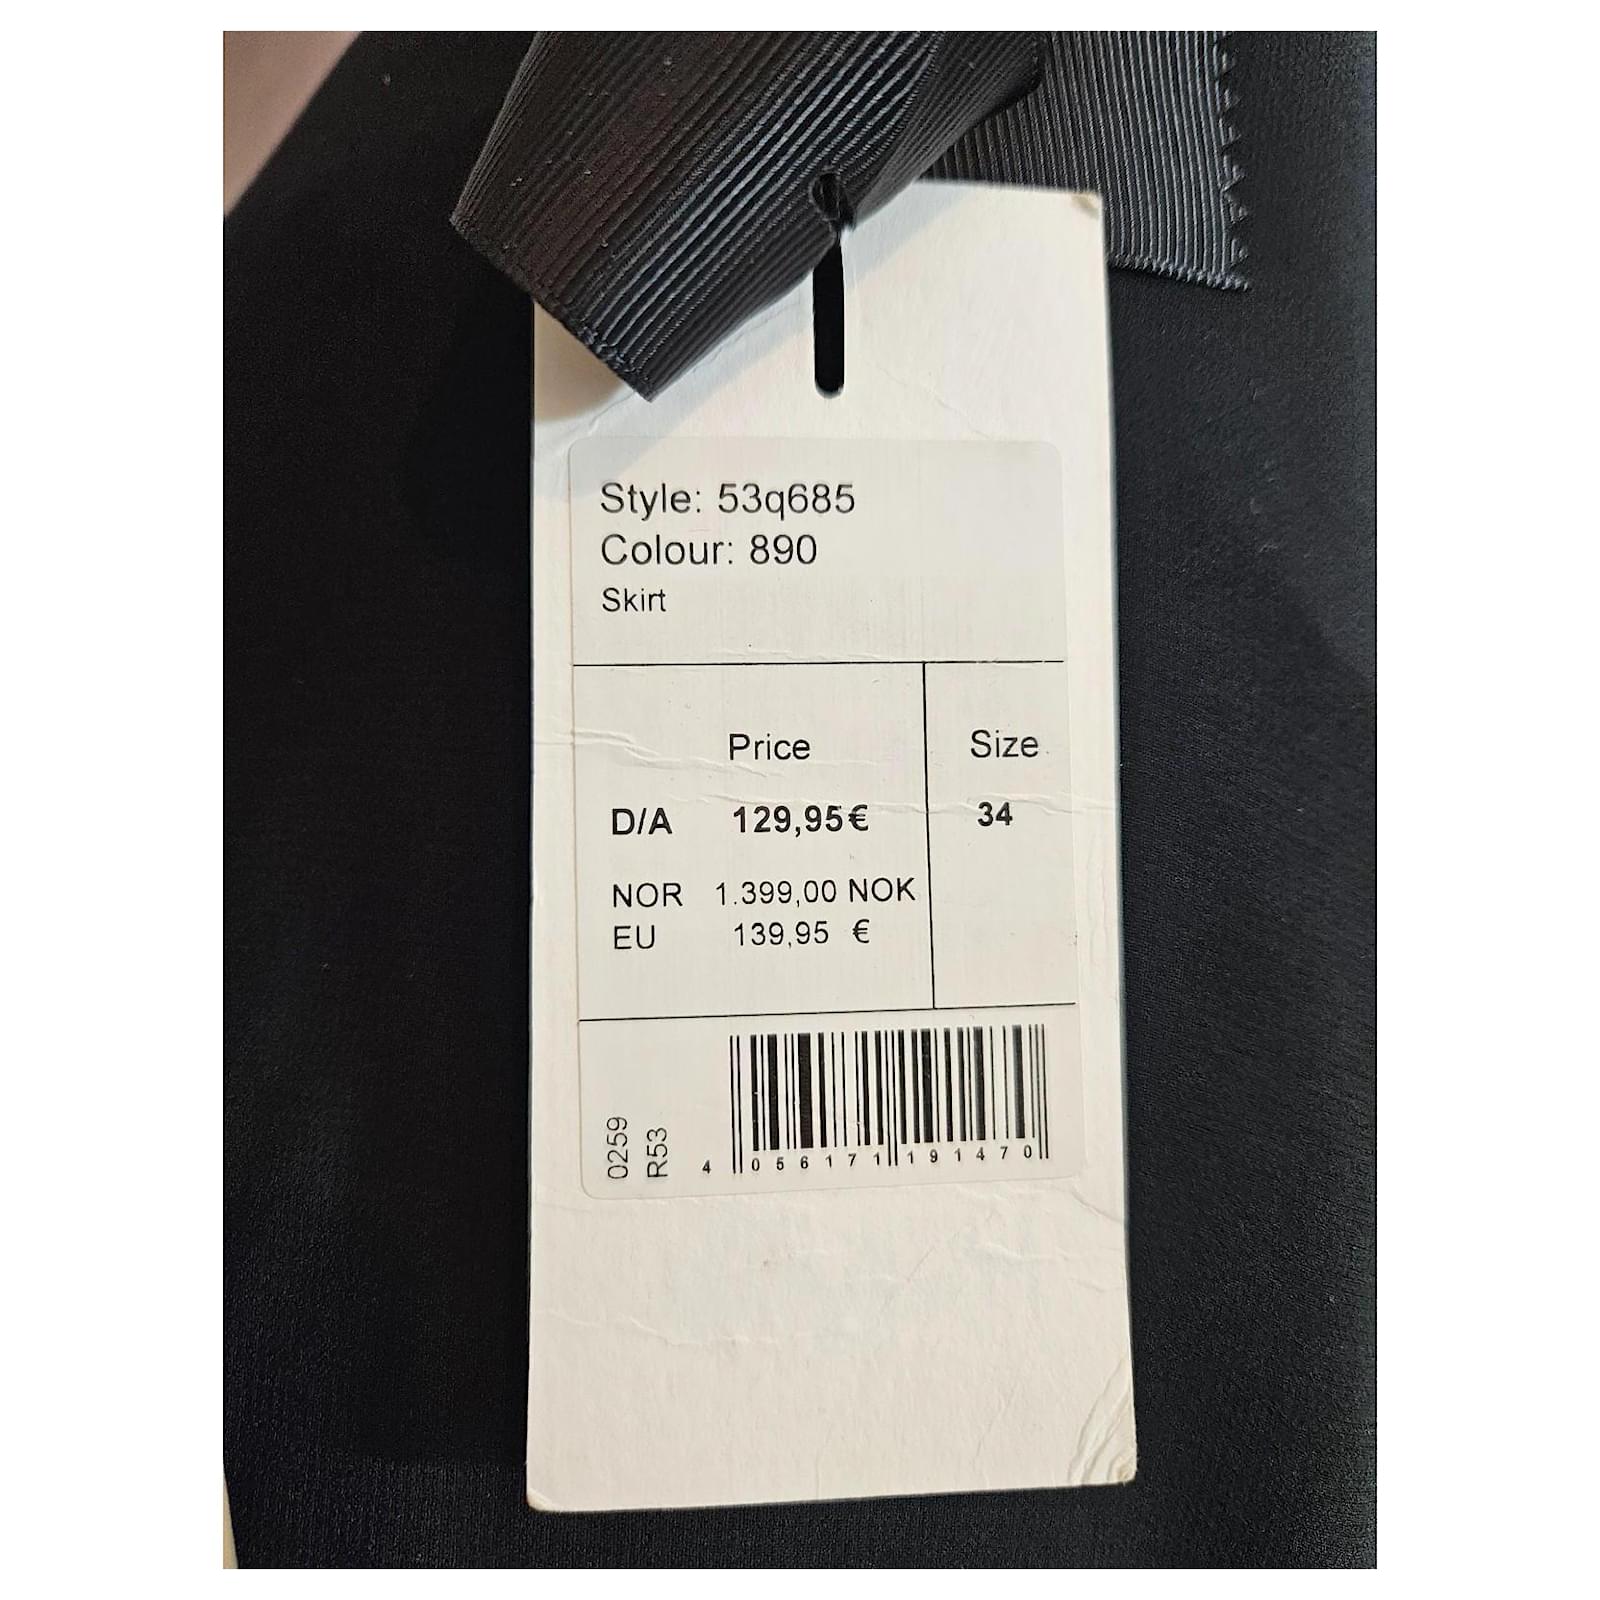 Style: 53q685
Colour: 890
Skirt
Price Size
D/A 129,95€ 34
NOR 1.399,00 NOK
EU 139,95 €
0259
R53
4 056171 191470